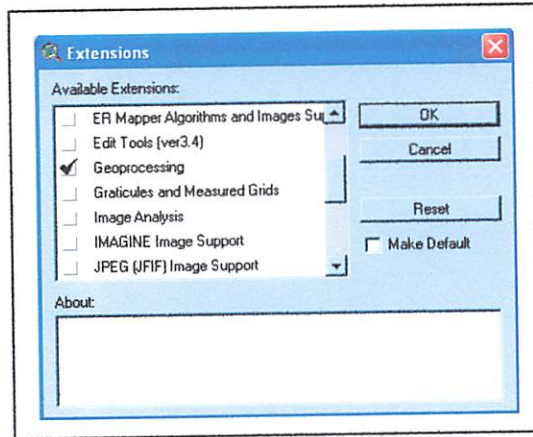 Extensions
Available Extensions:
ER Mapper Algorithms and Images Su
Edit Tools (ver3.4)
Geoprocessing
Graticules and Measured Grids
Image Analysis
IMAGINE Image Support
JPEG (JFIF) Image Support
OK
Cancel
Reset
Make Default
About: